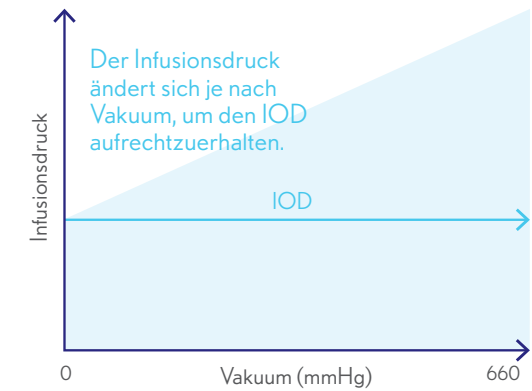 Der Infusionsdruck
ändert sich je nach
Vakuum, um den IOD
aufrechtzuerhalten.
Infusionsdruck
IOD
0
Vakuum (mmHg)
660